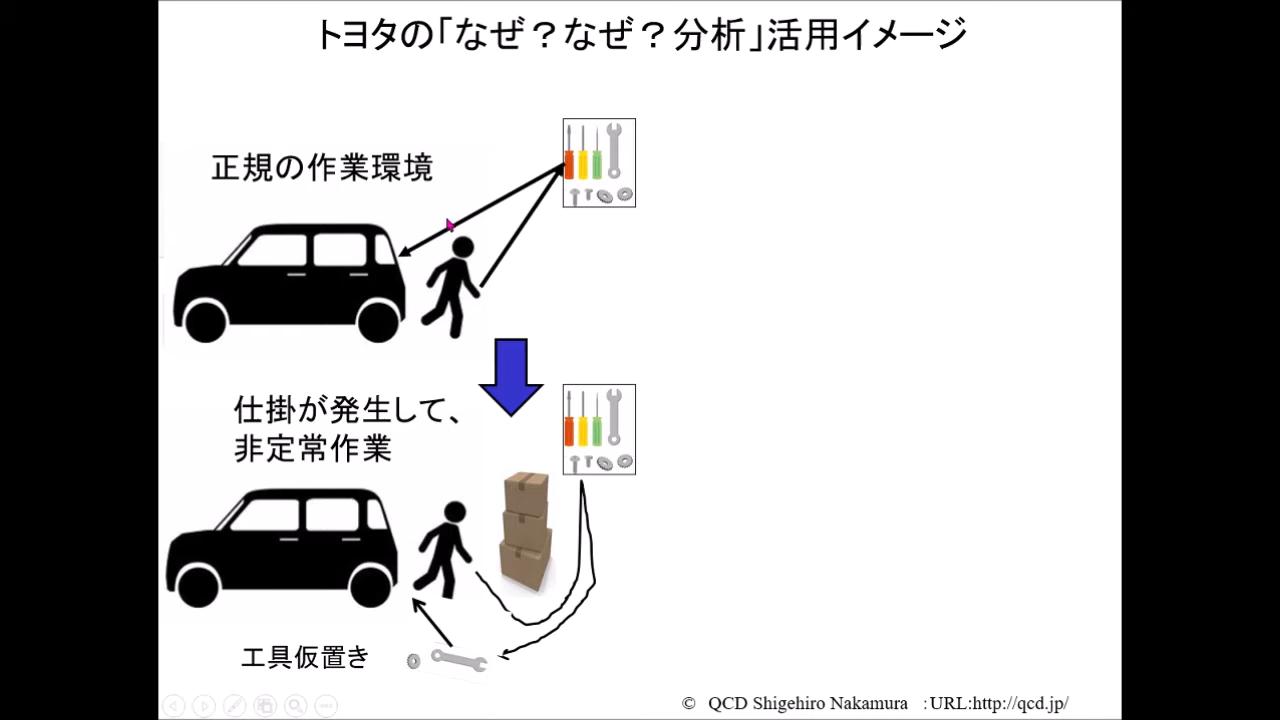 トヨタの「なぜ？なぜ？分析」活用イメージ
正規の作業環境
仕掛が発生して、
非定常作業
工具仮置き
© QCD Shigehiro Nakamura :URL:http://qcd.jp/